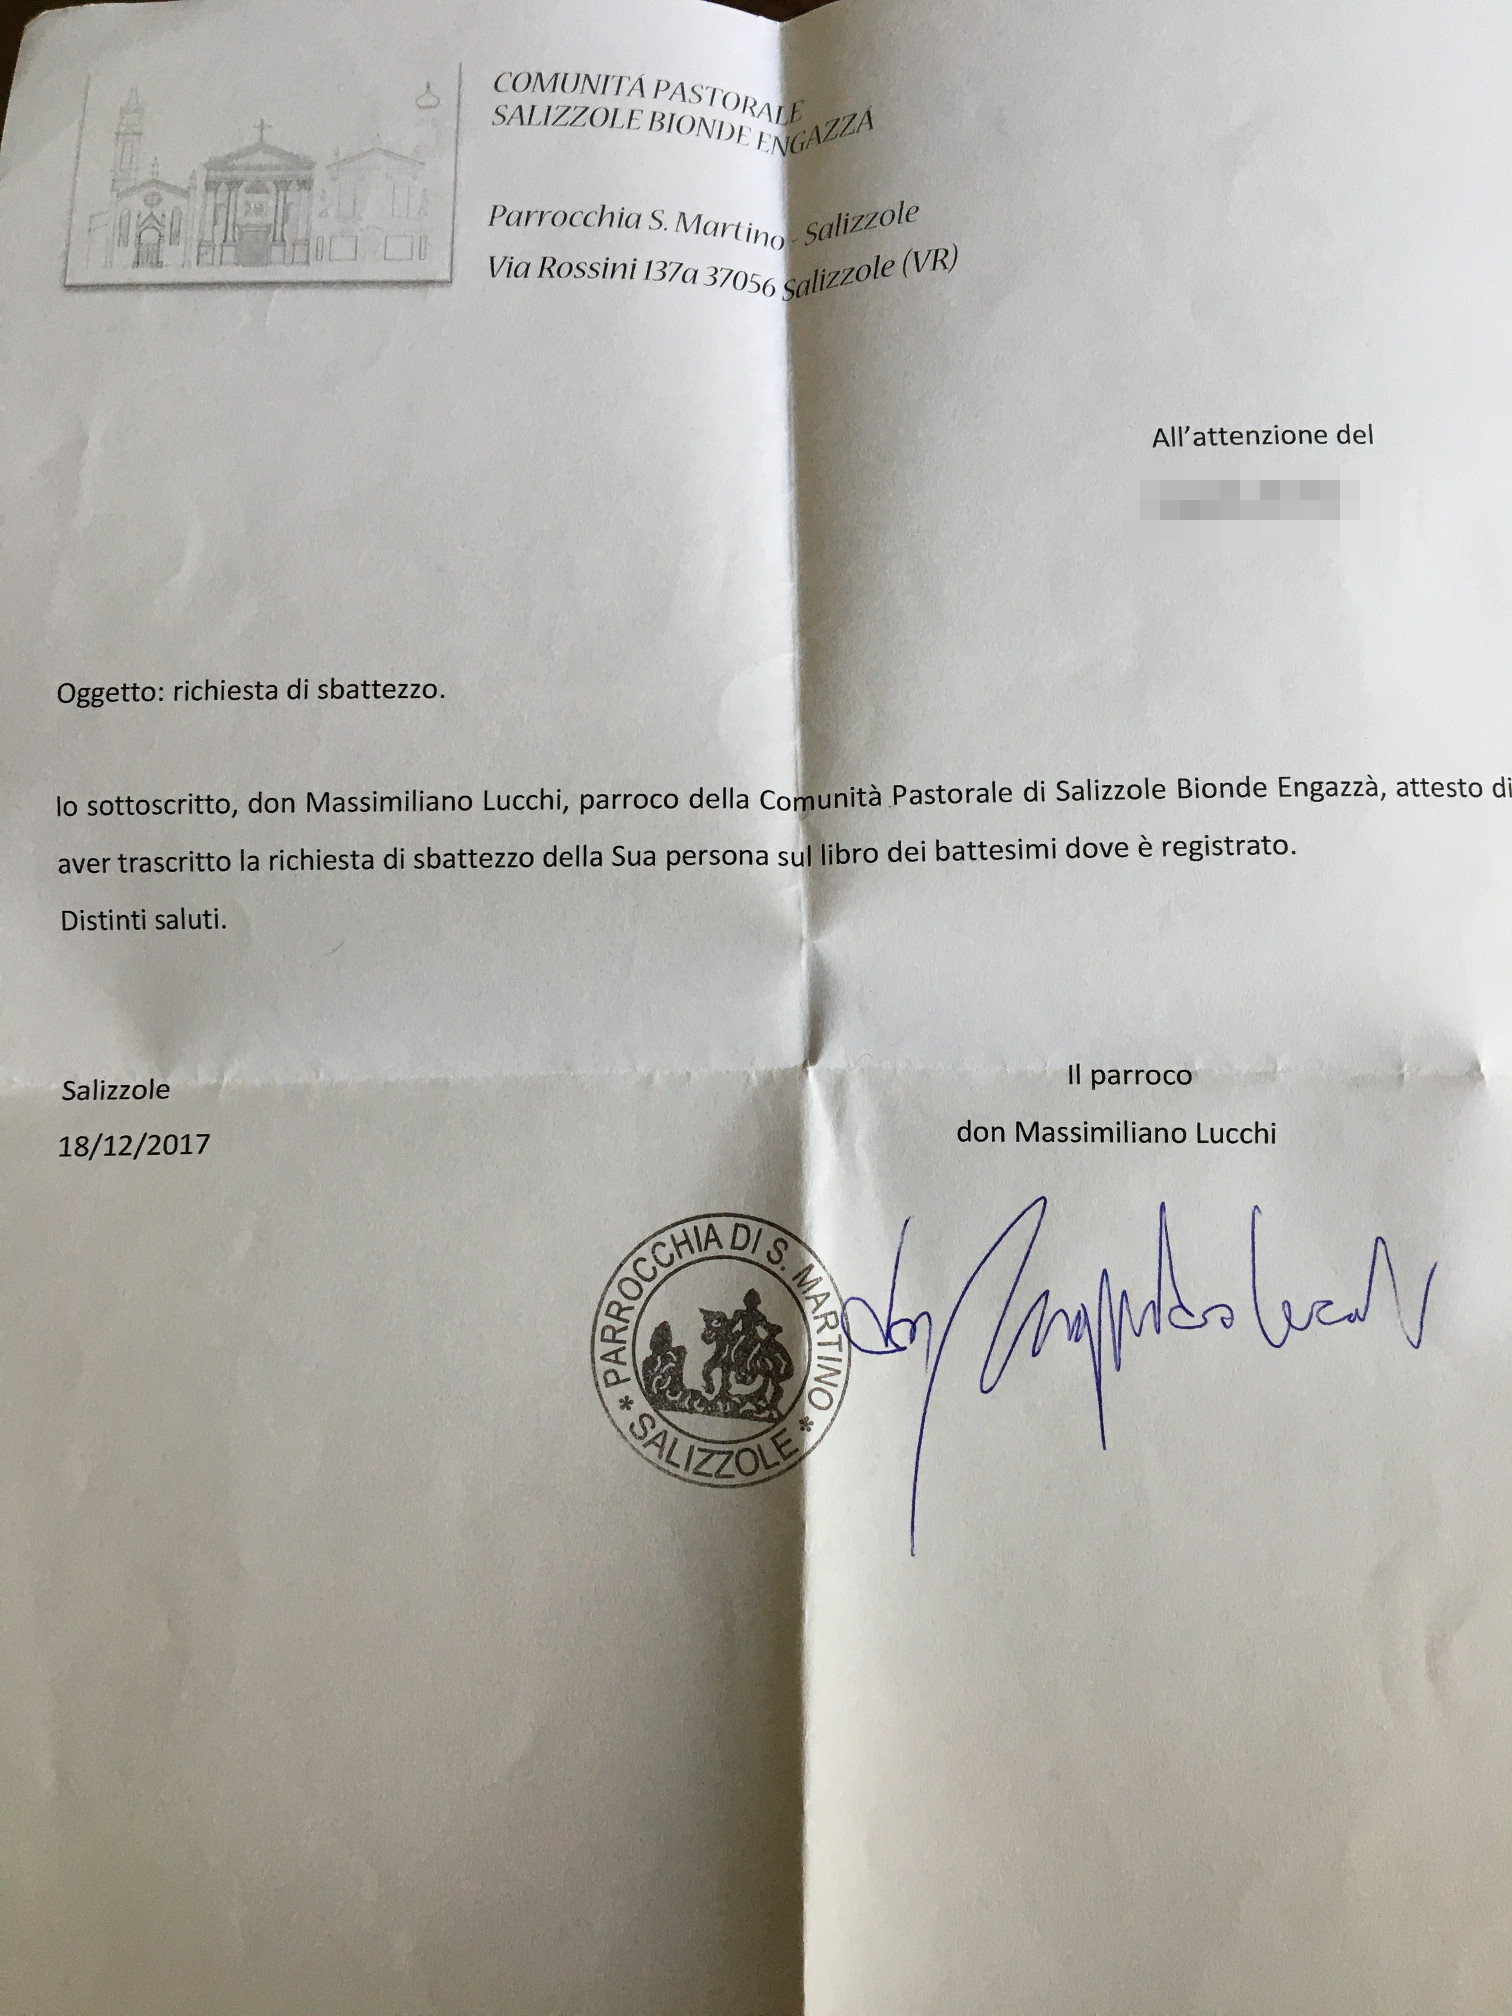 COMUNITÁ PASTORALE
SALIZZOLE BIONDE ENGAZZÁ
Parrocchia S. Martino - Salizzole
Via Rossini 137a 37056 Salizzole (VR)
All'attenzione del
Oggetto: richiesta di sbattezzo.
Io sottoscritto, don Massimiliano Lucchi, parroco della Comunità Pastorale di Salizzole Bionde Engazzà, attesto di
aver trascritto la richiesta di sbattezzo della Sua persona sul libro dei battesimi dove è registrato.
Distinti saluti.
Salizzole
18/12/2017
Il parroco
don Massimiliano Lucchi
PARROCCHIA DI S. MARTINO
* SALIZZOLE *
don Massimiliano Lucchi